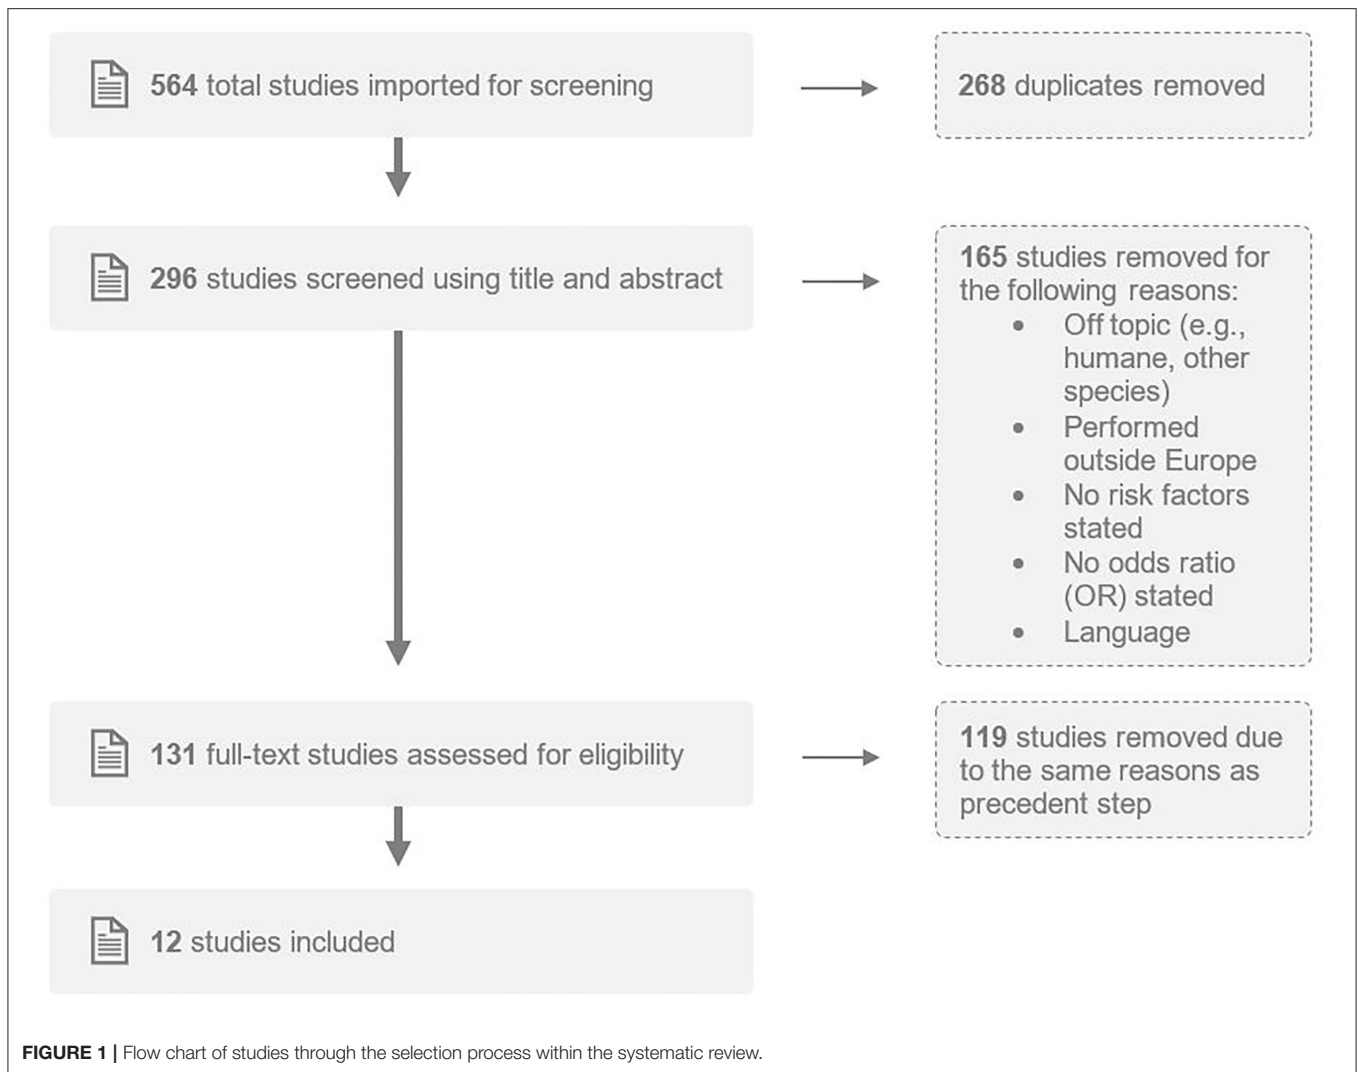 564 total studies imported for screening
268 duplicates removed
296 studies screened using title and abstract
165 studies removed for
the following reasons:
• Off topic (e.g.,
humane, other
species)
• Performed
outside Europe
• No risk factors
stated
• No odds ratio
(OR) stated
• Language
131 full-text studies assessed for eligibility
119 studies removed due
to the same reasons as
precedent step
12 studies included
FIGURE 1 | Flow chart of studies through the selection process within the systematic review.